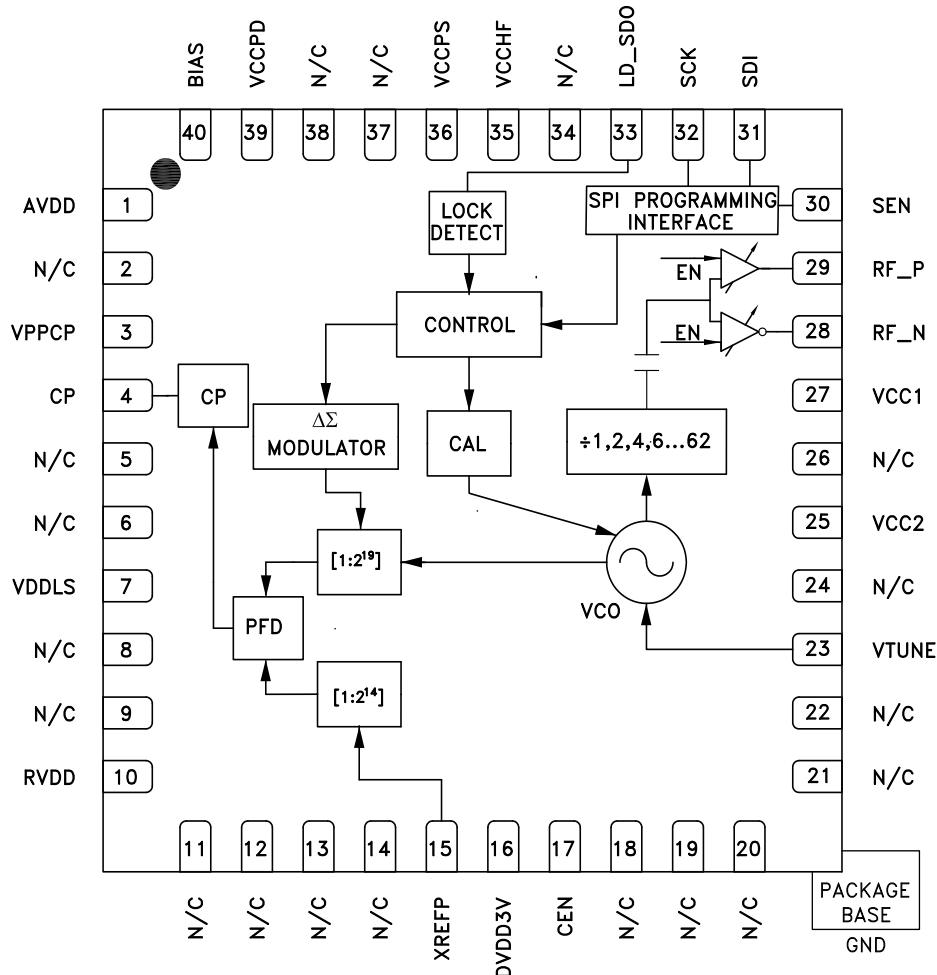 BIAS
VCCPD
N/C
N/C
VCCPS
VCCHF
N/C
LD_SDO
SCK
SDI
40
39
38
37
36
35
34
33
32
31
AVDD 1
N/C 2
VPPCP 3
CP 4
N/C 5
N/C 6
VDDLS 7
N/C 8
N/C 9
RVDD 10
LOCK
DETECT
SPI PROGRAMMING
INTERFACE
CONTROL
EN
EN
CP
ΔΣ
MODULATOR
CAL
÷1,2,4,6...62
[1:2¹⁹]
VCO
PFD
[1:2¹⁴]
30 SEN
29 RF_P
28 RF_N
27 VCC1
26 N/C
25 VCC2
24 N/C
23 VTUNE
22 N/C
21 N/C
11
12
13
14
15
16
17
18
19
20
N/C
N/C
N/C
N/C
XREFP
DVDD3V
CEN
N/C
N/C
N/C
PACKAGE
BASE
GND